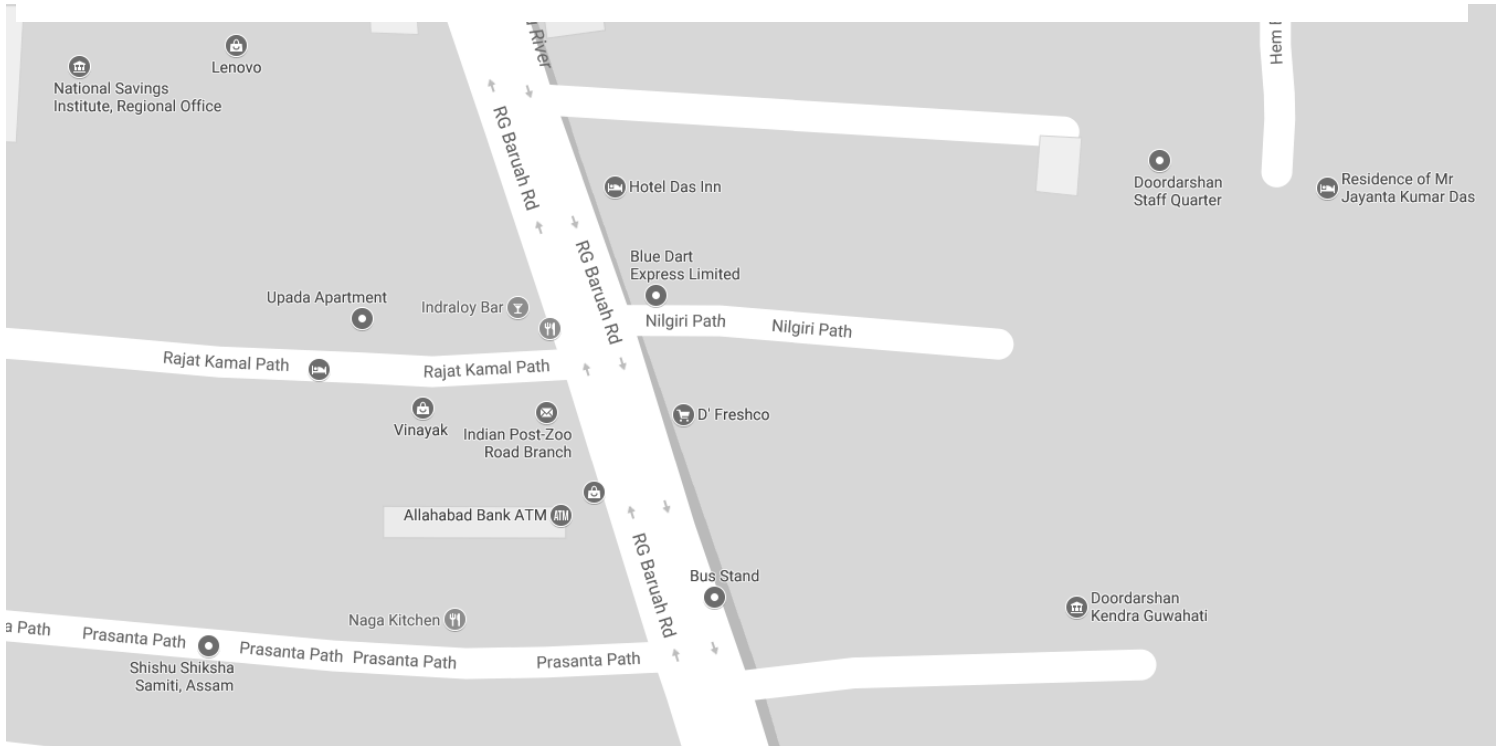 River
Hem
Lenovo
National Savings
Institute, Regional Office
RG Baruah Rd
Hotel Das Inn
Doordarshan
Staff Quarter
Residence of Mr
Jayanta Kumar Das
RG Baruah Rd
Blue Dart
Express Limited
Upada Apartment
Indraloy Bar
Nilgiri Path
Nilgiri Path
Rajat Kamal Path
Rajat Kamal Path
Vinayak
Indian Post-Zoo
Road Branch
D' Freshco
Allahabad Bank ATM
ATM
RG Baruah Rd
Bus Stand
Doordarshan
Kendra Guwahati
Naga Kitchen
a Path
Prasanta Path
Prasanta Path
Prasanta Path
Prasanta Path
Shishu Shiksha
Samiti, Assam